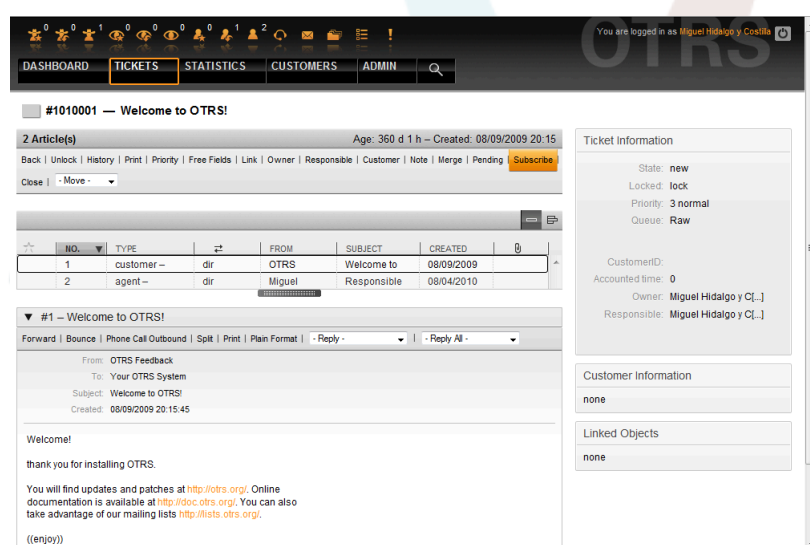 0 0 1 0 0 0 0 1 2
You are logged in as Miguel Hidalgo y Costilla
OTRS
DASHBOARD TICKETS STATISTICS CUSTOMERS ADMIN
#1010001 — Welcome to OTRS!
2 Article(s) Age: 360 d 1 h – Created: 08/09/2009 20:15
Back | Unlock | History | Print | Priority | Free Fields | Link | Owner | Responsible | Customer | Note | Merge | Pending | Subscribe |
Close | - Move -
NO. TYPE FROM SUBJECT CREATED
1 customer – dir OTRS Welcome to 08/09/2009
2 agent – dir Miguel Responsible 08/04/2010
#1 – Welcome to OTRS!
Forward | Bounce | Phone Call Outbound | Split | Print | Plain Format | - Reply - | - Reply All -
From: OTRS Feedback
To: Your OTRS System
Subject: Welcome to OTRS!
Created: 08/09/2009 20:15:45
Welcome!
thank you for installing OTRS.
You will find updates and patches at http://otrs.org/. Online
documentation is available at http://doc.otrs.org/. You can also
take advantage of our mailing lists http://lists.otrs.org/.
((enjoy))
Ticket Information
State: new
Locked: lock
Priority: 3 normal
Queue: Raw
CustomerID:
Accounted time: 0
Owner: Miguel Hidalgo y C[...]
Responsible: Miguel Hidalgo y C[...]
Customer Information
none
Linked Objects
none